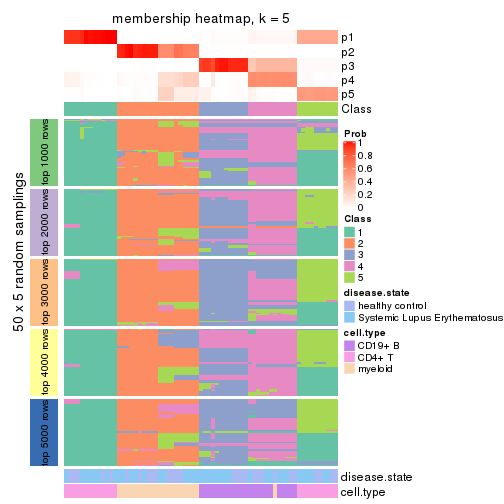 membership heatmap, k = 5
p1
p2
p3
p4
p5
Class
50 x 5 random samplings
top 1000 rows
top 2000 rows
top 3000 rows
top 4000 rows
top 5000 rows
Prob
1
0.8
0.6
0.4
0.2
0
Class
1
2
3
4
5
disease.state
healthy control
Systemic Lupus Erythematosus
cell.type
CD19+ B
CD4+ T
myeloid
disease.state
cell.type